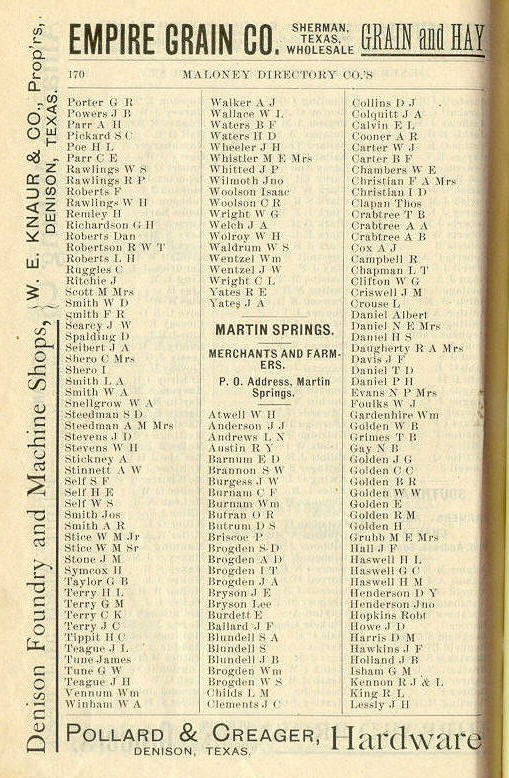 EMPIRE GRAIN CO. SHERMAN, TEXAS, WHOLESALE GRAIN and HAY
170 MALONEY DIRECTORY CO.'S
Porter G R
Powers J B
Parr A H
Pickard S C
Poe H L
Parr C E
Rawlings W S
Rawlings R P
Roberts F
Rawlings W H
Remley H
Richardson G H
Roberts Dan
Robertson R W T
Roberts L H
Ruggles C
Ritchie J
Scott M Mrs
Smith W D
smith F R
Searcy J W
Spalding D
Seibert J A
Shero C Mrs
Shero I
Smith L A
Smith W A
Snellgrow W A
Steedman S D
Steedman A M Mrs
Stevens J D
Stevens W H
Stickney A
Stinnett A W
Self S F
Self H E
Self W S
Smith Jos
Smith A R
Stice W M Jr
Stice W M Sr
Stone J M
Symcox H
Taylor G B
Terry H L
Terry G M
Terry C K
Terry J C
Tippit H C
Teague J L
Tune James
Tune G W
Teague J H
Vennum Wm
Winham W A
Walker A J
Wallace W L
Waters B F
Waters H D
Wheeler J H
Whistler M E Mrs
Whitted J P
Wilmoth Jno
Woolson Isaac
Woolson C R
Wright W G
Welch J A
Wolroy W H
Waldrum W S
Wentzel Wm
Wentzel J W
Wright C L
Yates R E
Yates J A
MARTIN SPRINGS.
MERCHANTS AND FARM-
ERS.
P. O. Address, Martin
Springs.
Atwell W H
Anderson J J
Andrews L N
Austin R Y
Barnum E D
Brannon S W
Burgess J W
Burnam C F
Burnam Wm
Butran O R
Butrum D S
Briscoe P
Brogden S D
Brogden A D
Brogden I T
Brogden J A
Bryson J E
Bryson Lee
Burdett E
Ballard J F
Blundell S A
Blundell S
Blundell J B
Brogden Wm
Brogden W S
Childs L M
Clements J C
Collins D J
Colquitt J A
Calvin E L
Cooner A R
Carter W J
Carter B F
Chambers W E
Christian F A Mrs
Christian I D
Clapan Thos
Crabtree T B
Crabtree A A
Crabtree A B
Cox A J
Campbell R
Chapman L T
Clifton W G
Criswell J M
Crouse L
Daniel Albert
Daniel N E Mrs
Daniel H S
Daugherty R A Mrs
Davis J F
Daniel T D
Daniel P H
Evans N P Mrs
Foulks W J
Gardenhire Wm
Golden W B
Grimes T B
Gay N B
Golden J G
Golden C C
Golden B R
Golden W W
Golden E
Golden R M
Golden H
Grubb M E Mrs
Hall J F
Haswell H L
Haswell G C
Haswell H M
Henderson D Y
Henderson Jno
Hopkins Robt
Howe J D
Harris D M
Hawkins J F
Holland J B
Isham G M
Kennon R J & L
King R L
Lessly J H
Denison Foundry and Machine Shops, W. E. KNAUR & CO., Prop'rs,
DENISON, TEXAS.
POLLARD & CREAGER, Hardware
DENISON, TEXAS.